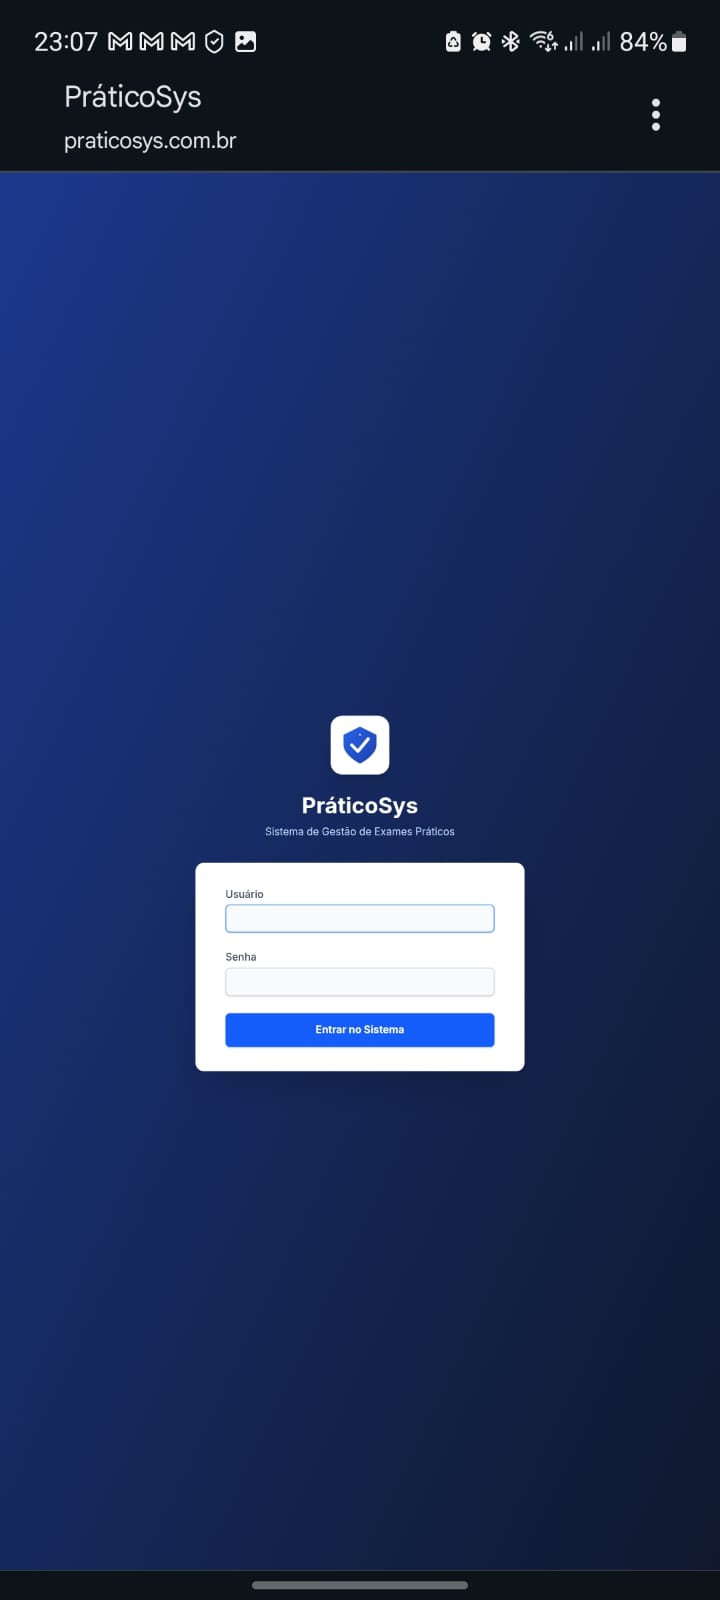 23:07
84%
PráticoSys
praticosys.com.br
PráticoSys
Sistema de Gestão de Exames Práticos
Usuário
Senha
Entrar no Sistema